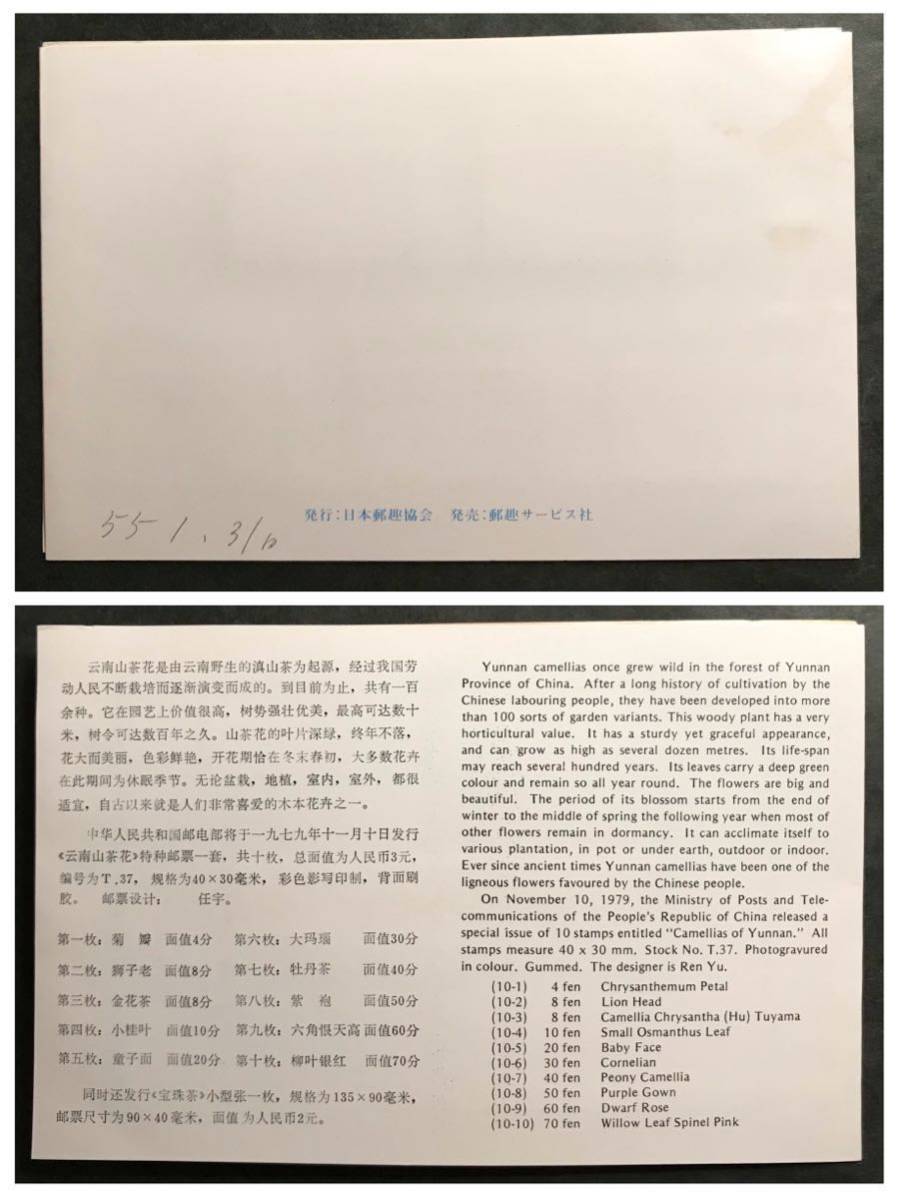 発行:日本郵趣協会　発売:郵趣サービス社
55 1. 31/
云南山茶花是由云南野生的滇山茶为起源，经过我国劳
动人民不断栽培而逐渐演变而成的。到目前为止，共有一百
余种。它在园艺上价值很高，树势强壮优美，最高可达数十
米，树令可达数百年之久。山茶花的叶片深绿，终年不落，
花大而美丽，色彩鲜艳，开花期恰在冬末春初，大多数花卉
在此期间为休眠季节。无论盆栽，地植，室内，室外，都很
适宜，自古以来就是人们非常喜爱的木本花卉之一。
中华人民共和国邮电部将于一九七九年十一月十日发行
《云南山茶花》特种邮票一套，共十枚，总面值为人民币3元，
编号为T.37，规格为40×30毫米，彩色影写印制，背面刷
胶。 邮票设计： 任宇。
第一枚：菊 瓣 面值4分 第六枚：大玛瑙 面值30分
第二枚：狮子老 面值8分 第七枚：牡丹茶 面值40分
第三枚：金花茶 面值8分 第八枚：紫 袍 面值50分
第四枚：小桂叶 面值10分 第九枚：六角恨天高 面值60分
第五枚：童子面 面值20分 第十枚：柳叶银红 面值70分
同时还发行《宝珠茶》小型张一枚，规格为135×90毫米，
邮票尺寸为90×40毫米，面值为人民币2元。
Yunnan camellias once grew wild in the forest of Yunnan
Province of China. After a long history of cultivation by the
Chinese labouring people, they have been developed into more
than 100 sorts of garden variants. This woody plant has a very
horticultural value. It has a sturdy yet graceful appearance,
and can grow as high as several dozen metres. Its life-span
may reach several hundred years. Its leaves carry a deep green
colour and remain so all year round. The flowers are big and
beautiful. The period of its blossom starts from the end of
winter to the middle of spring the following year when most of
other flowers remain in dormancy. It can acclimate itself to
various plantation, in pot or under earth, outdoor or indoor.
Ever since ancient times Yunnan camellias have been one of the
ligneous flowers favoured by the Chinese people.
On November 10, 1979, the Ministry of Posts and Tele-
communications of the People's Republic of China released a
special issue of 10 stamps entitled "Camellias of Yunnan." All
stamps measure 40 x 30 mm. Stock No. T.37. Photogravured
in colour. Gummed. The designer is Ren Yu.
(10-1) 4 fen Chrysanthemum Petal
(10-2) 8 fen Lion Head
(10-3) 8 fen Camellia Chrysantha (Hu) Tuyama
(10-4) 10 fen Small Osmanthus Leaf
(10-5) 20 fen Baby Face
(10-6) 30 fen Cornelian
(10-7) 40 fen Peony Camellia
(10-8) 50 fen Purple Gown
(10-9) 60 fen Dwarf Rose
(10-10) 70 fen Willow Leaf Spinel Pink